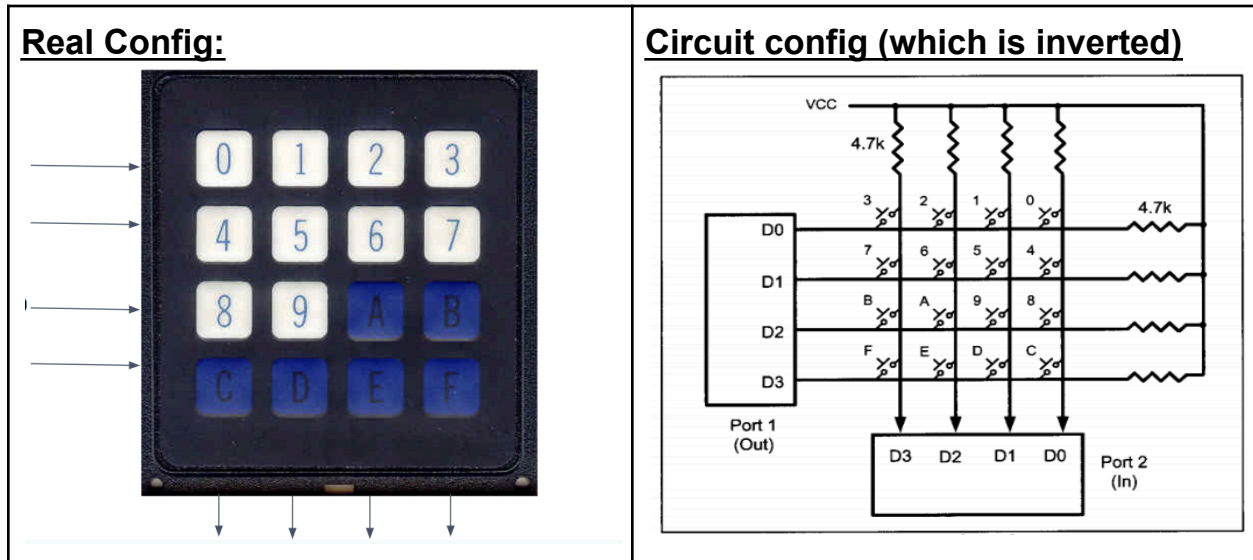 Real Config:
0 1 2 3
4 5 6 7
8 9 A B
C D E F
Circuit config (which is inverted)
VCC
4.7k
3 2 1 0
4.7k
D0
7 6 5 4
D1
B A 9 8
D2
F E D C
D3
Port 1
(Out)
D3 D2 D1 D0
Port 2
(In)